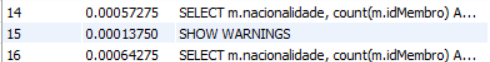 14 0.00057275 SELECT m.nacionalidade, count(m.idMembro) A...
15 0.00013750 SHOW WARNINGS
16 0.00064275 SELECT m.nacionalidade, count(m.idMembro) A...